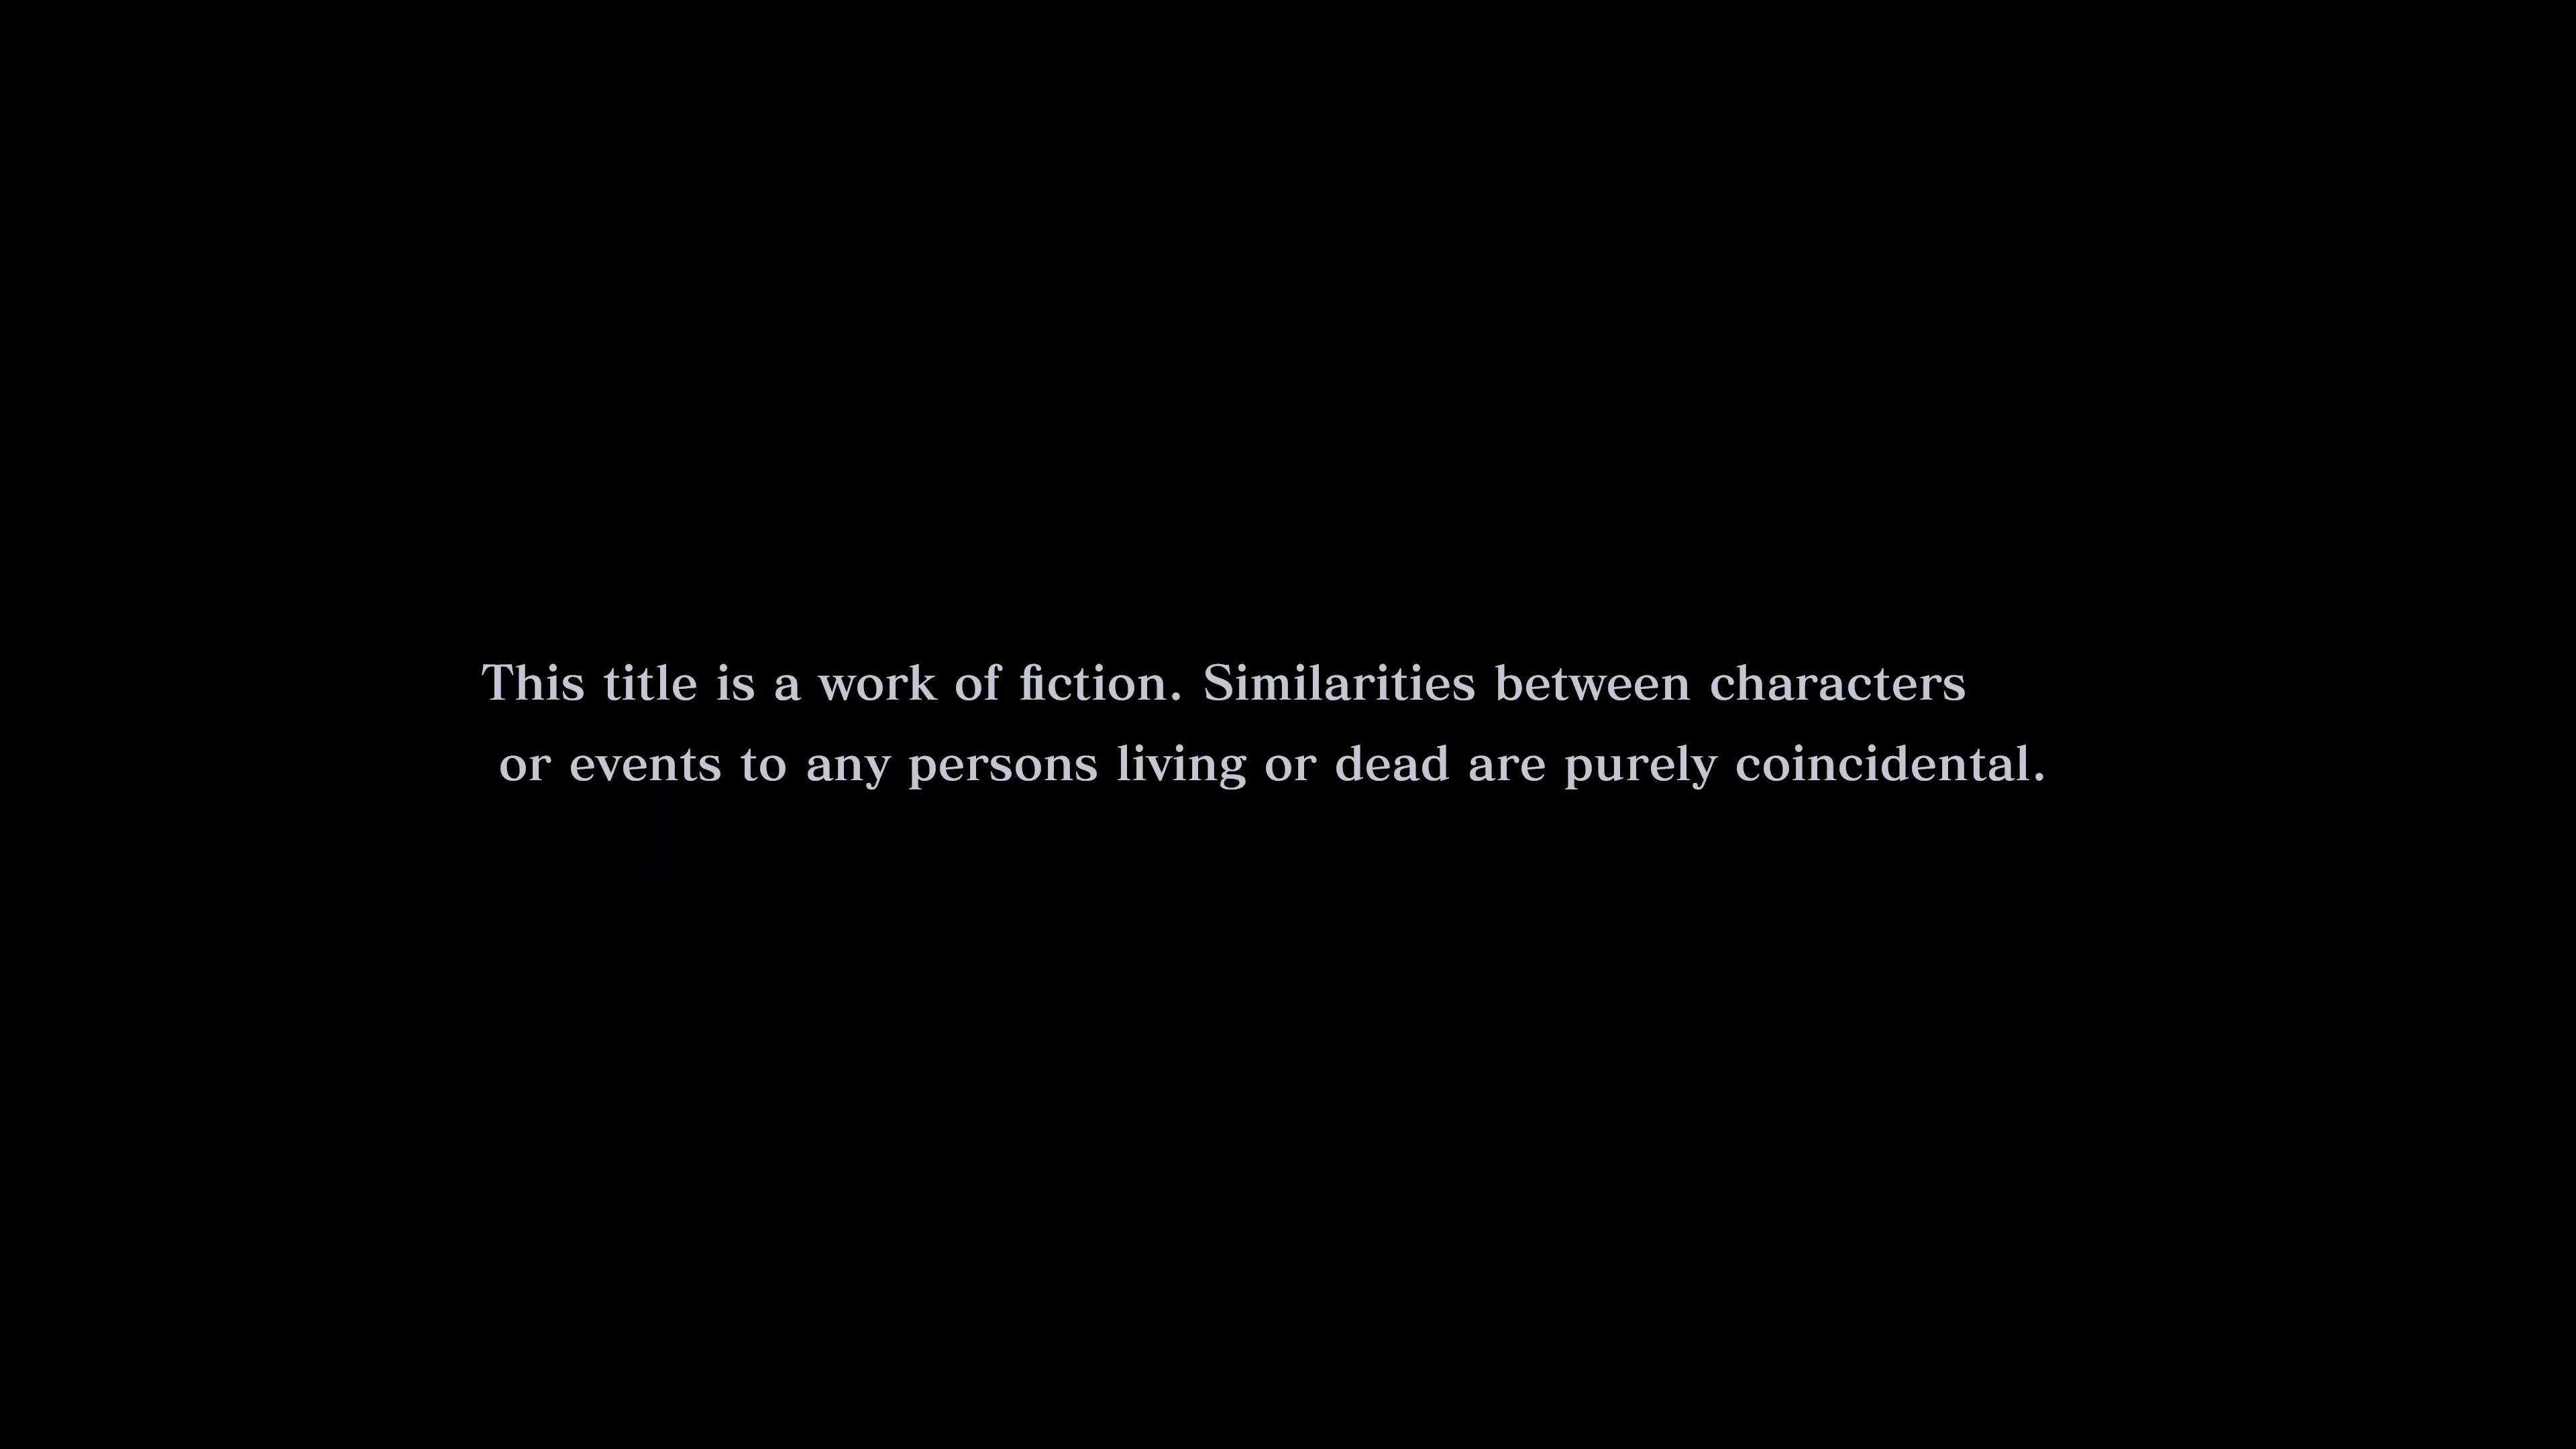 This title is a work of fiction. Similarities between characters
or events to any persons living or dead are purely coincidental.